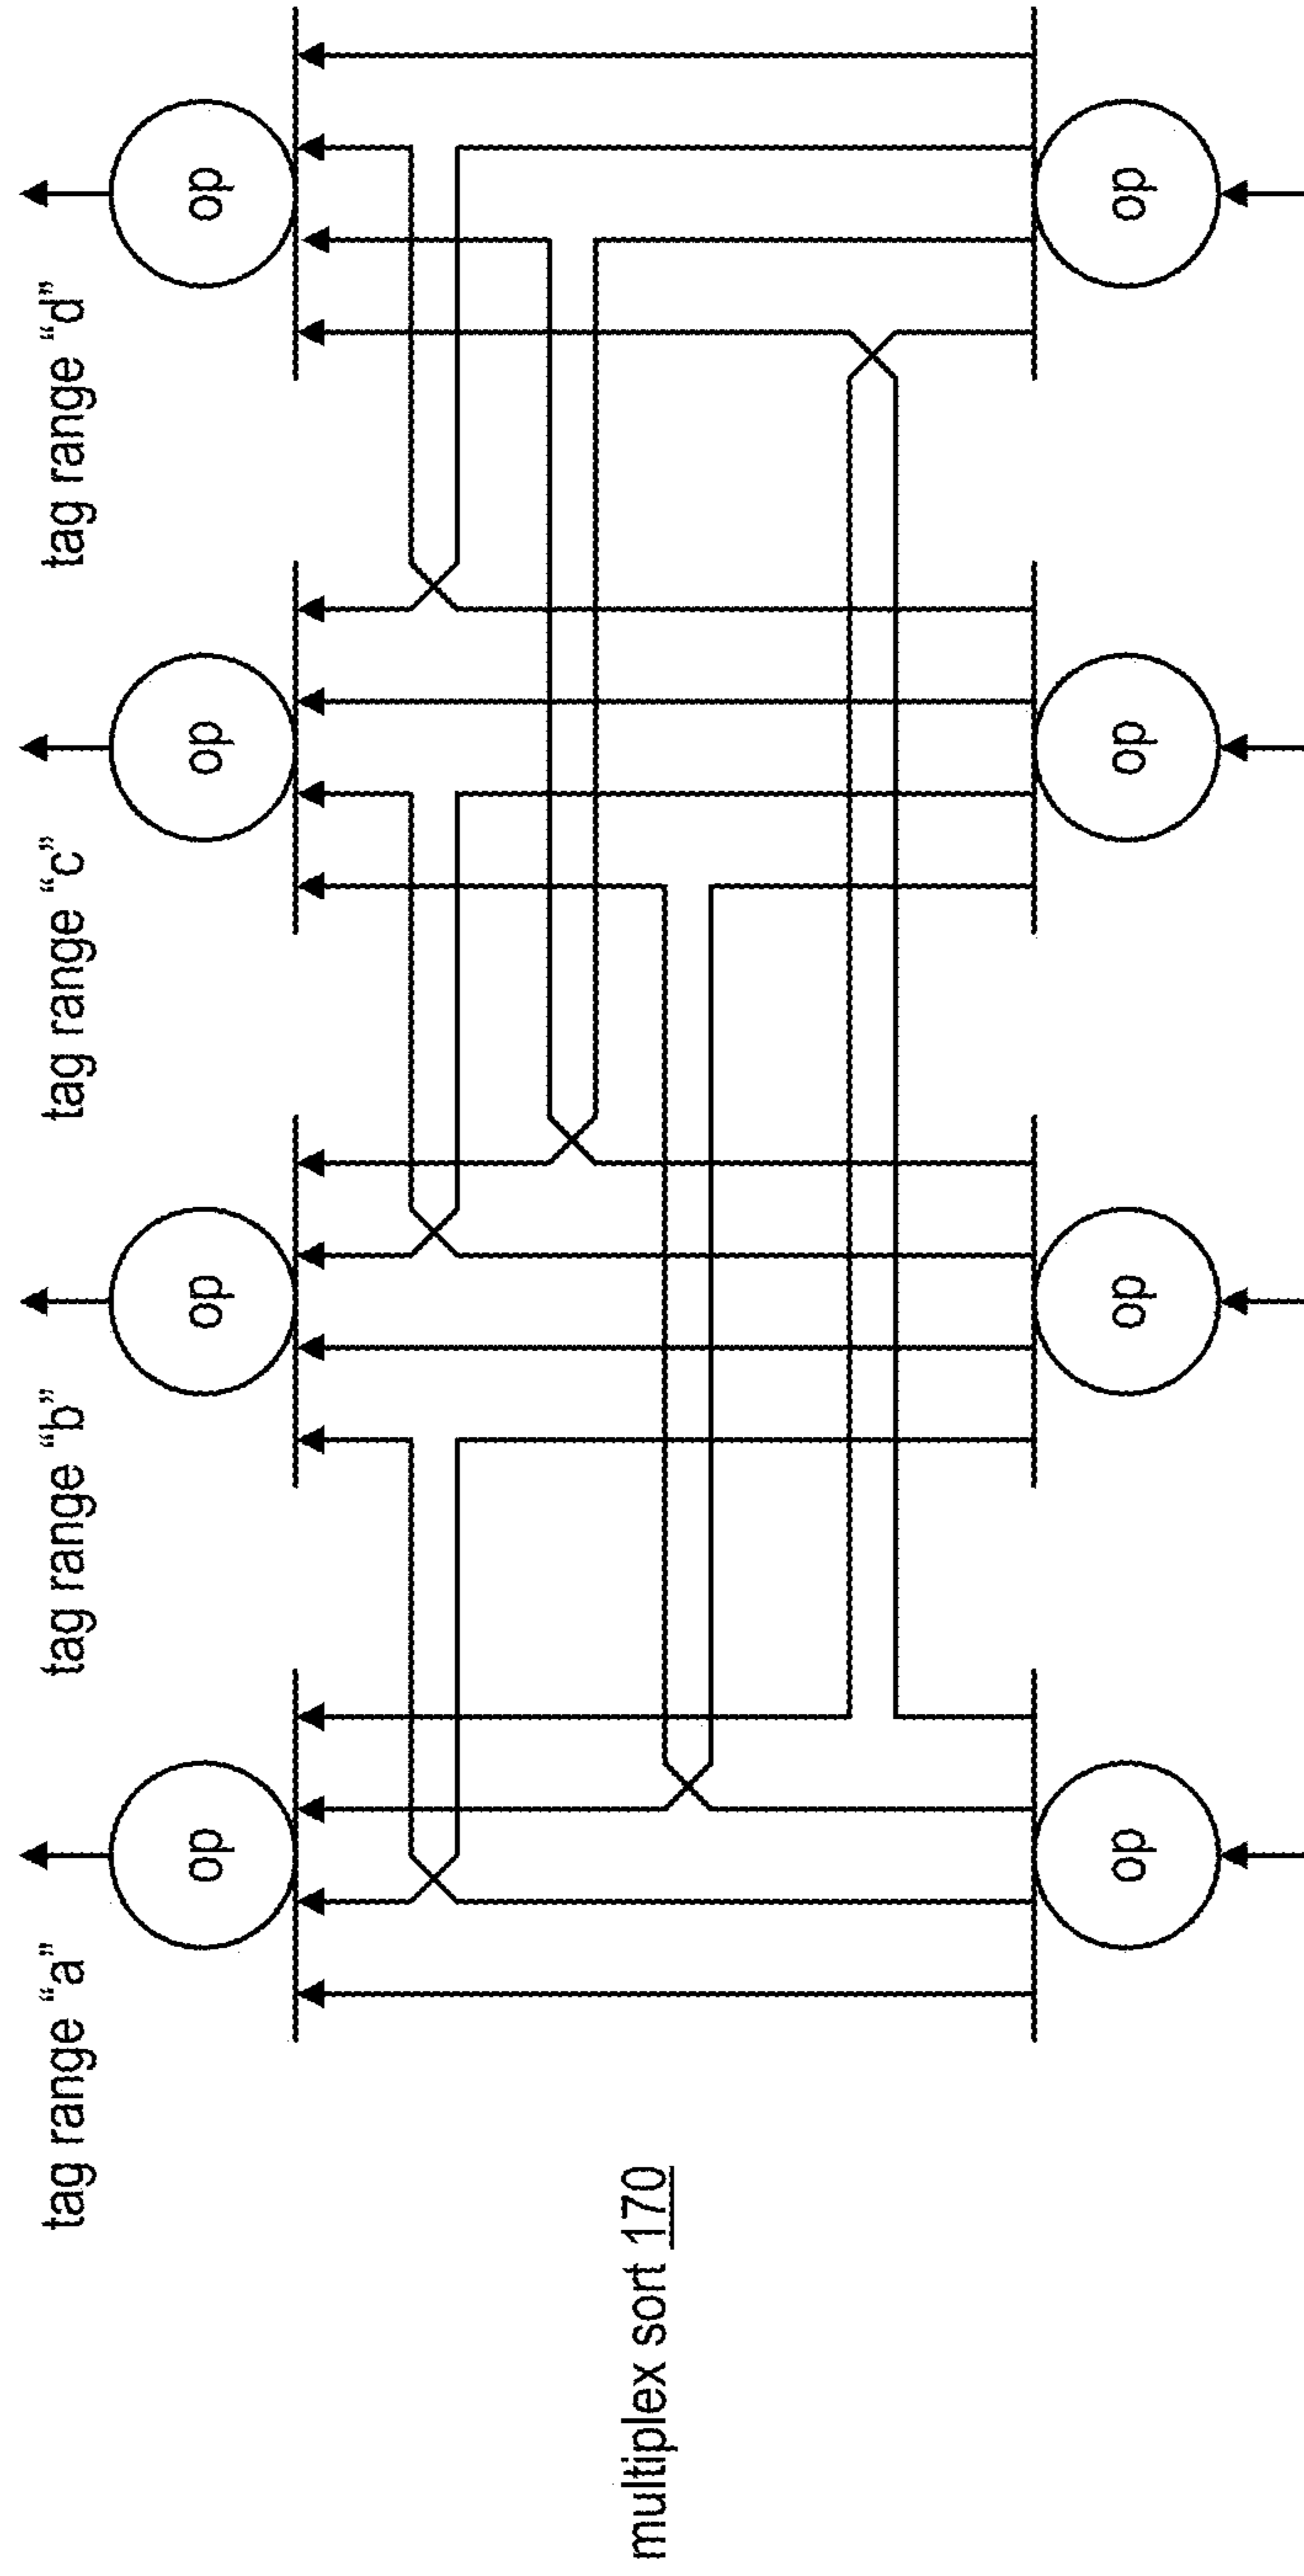 tag range “a”
tag range “b”
tag range “c”
tag range “d”
op
op
op
op
multiplex sort 170
op
op
op
op